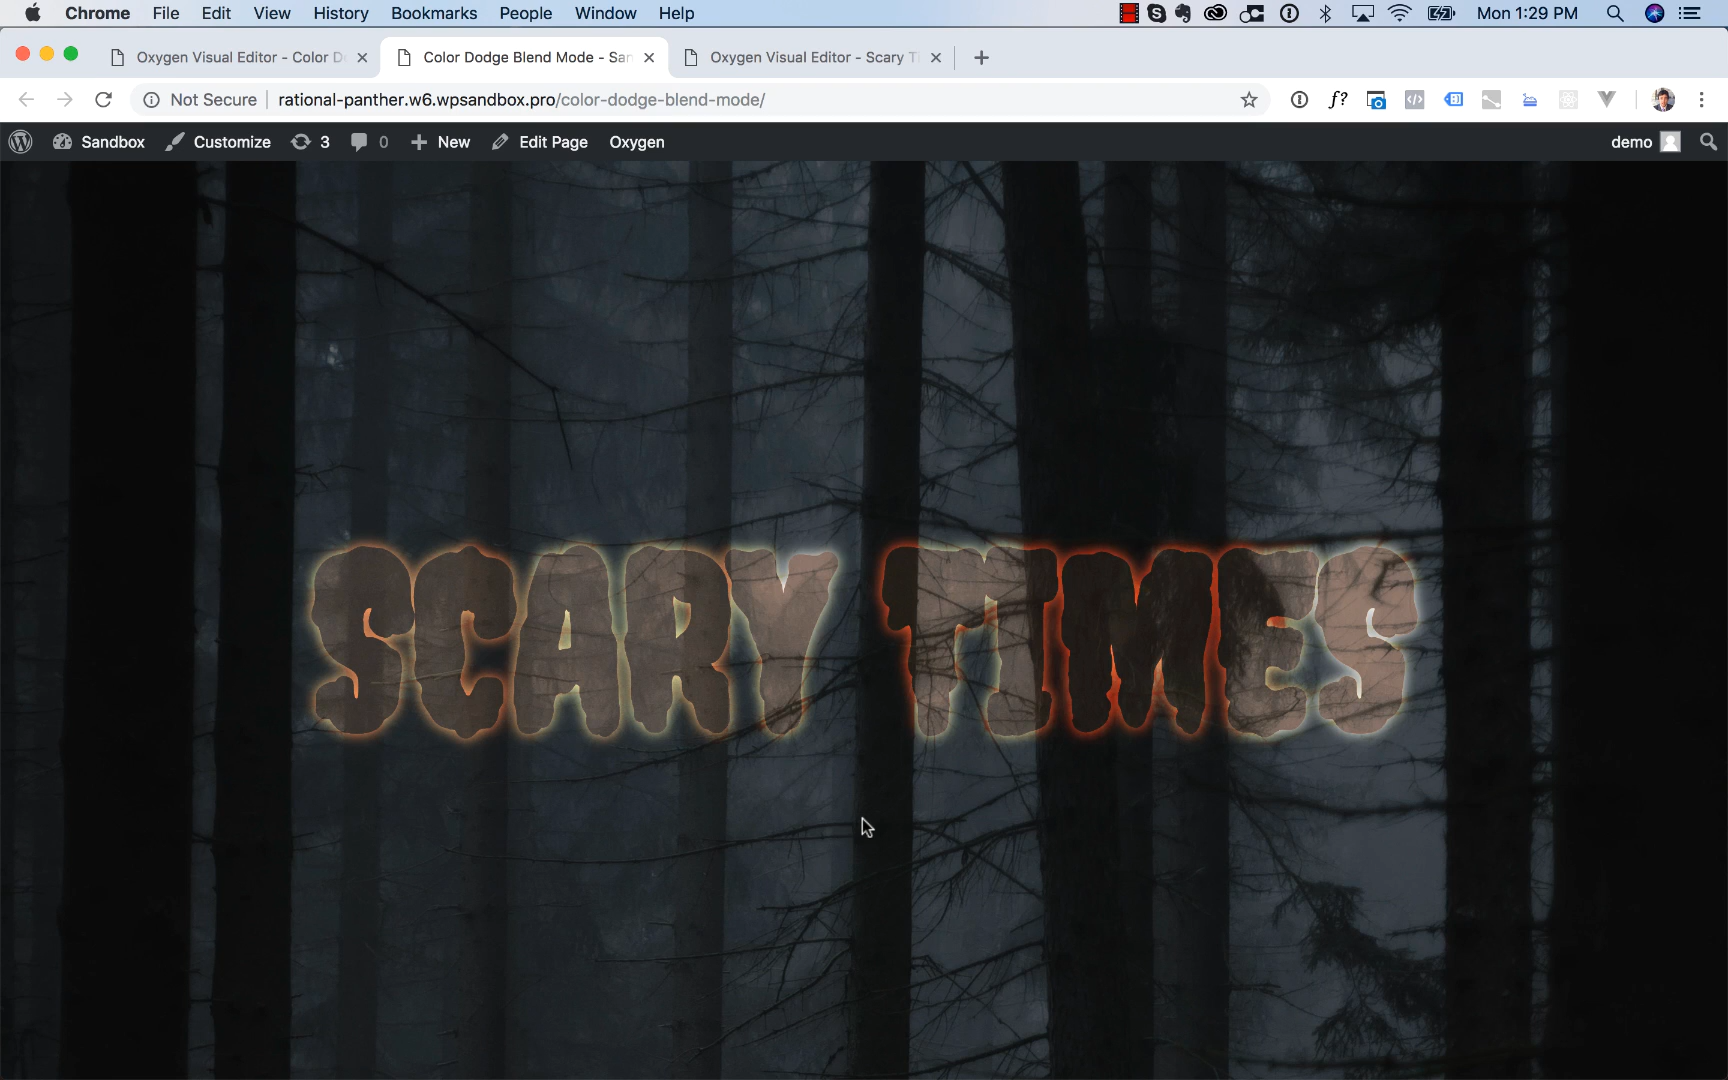 Chrome File Edit View History Bookmarks People Window Help Mon 1:29 PM
Oxygen Visual Editor - Color D Color Dodge Blend Mode - San Oxygen Visual Editor - Scary Ti
Not Secure rational-panther.w6.wpsandbox.pro/color-dodge-blend-mode/ f?
Sandbox Customize 3 0 New Edit Page Oxygen demo
SCARY TIMES